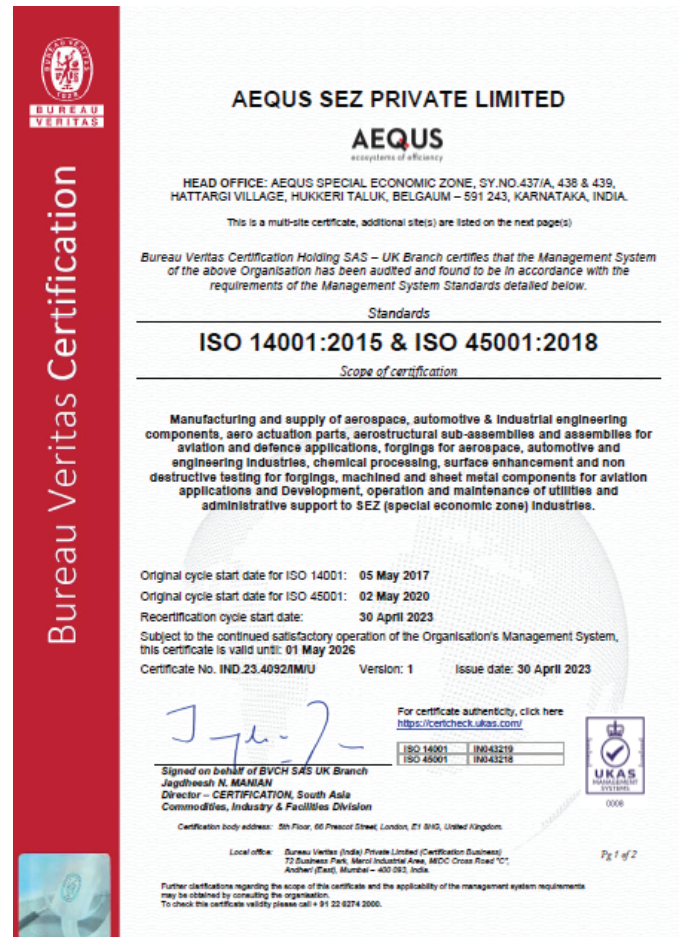 BUREAU VERITAS
1828
BUREAU
VERITAS
Bureau Veritas Certification
AEQUS SEZ PRIVATE LIMITED
AEQUS
ecosystems of efficiency
HEAD OFFICE: AEQUS SPECIAL ECONOMIC ZONE, SY.NO.437/A, 438 & 439,
HATTARGI VILLAGE, HUKKERI TALUK, BELGAUM – 591 243, KARNATAKA, INDIA.
This is a multi-site certificate, additional site(s) are listed on the next page(s)
Bureau Veritas Certification Holding SAS – UK Branch certifies that the Management System
of the above Organisation has been audited and found to be in accordance with the
requirements of the Management System Standards detailed below.
Standards
ISO 14001:2015 & ISO 45001:2018
Scope of certification
Manufacturing and supply of aerospace, automotive & Industrial engineering
components, aero actuation parts, aerostructural sub-assemblies and assemblies for
aviation and defence applications, forgings for aerospace, automotive and
engineering industries, chemical processing, surface enhancement and non
destructive testing for forgings, machined and sheet metal components for aviation
applications and Development, operation and maintenance of utilities and
administrative support to SEZ (special economic zone) Industries.
Original cycle start date for ISO 14001: 05 May 2017
Original cycle start date for ISO 45001: 02 May 2020
Recertification cycle start date: 30 April 2023
Subject to the continued satisfactory operation of the Organisation's Management System,
this certificate is valid until: 01 May 2026
Certificate No. IND.23.4092/IM/U Version: 1 Issue date: 30 April 2023
For certificate authenticity, click here
https://certcheck.ukas.com/
ISO 14001 IN043219
ISO 45001 IN043218
Signed on behalf of BVCH SAS UK Branch
Jagdheesh N. MANIAN
Director – CERTIFICATION, South Asia
Commodities, Industry & Facilities Division
UKAS
MANAGEMENT
SYSTEMS
0008
Certification body address: 5th Floor, 66 Prescot Street, London, E1 8HG, United Kingdom.
Local office: Bureau Veritas (India) Private Limited (Certification Business)
72 Business Park, Marol Industrial Area, MIDC Cross Road "C",
Andheri (East), Mumbai – 400 093, India.
Pg 1 of 2
Further clarifications regarding the scope of this certificate and the applicability of the management system requirements
may be obtained by consulting the organisation.
To check this certificate validity please call + 91 22 6274 2000.